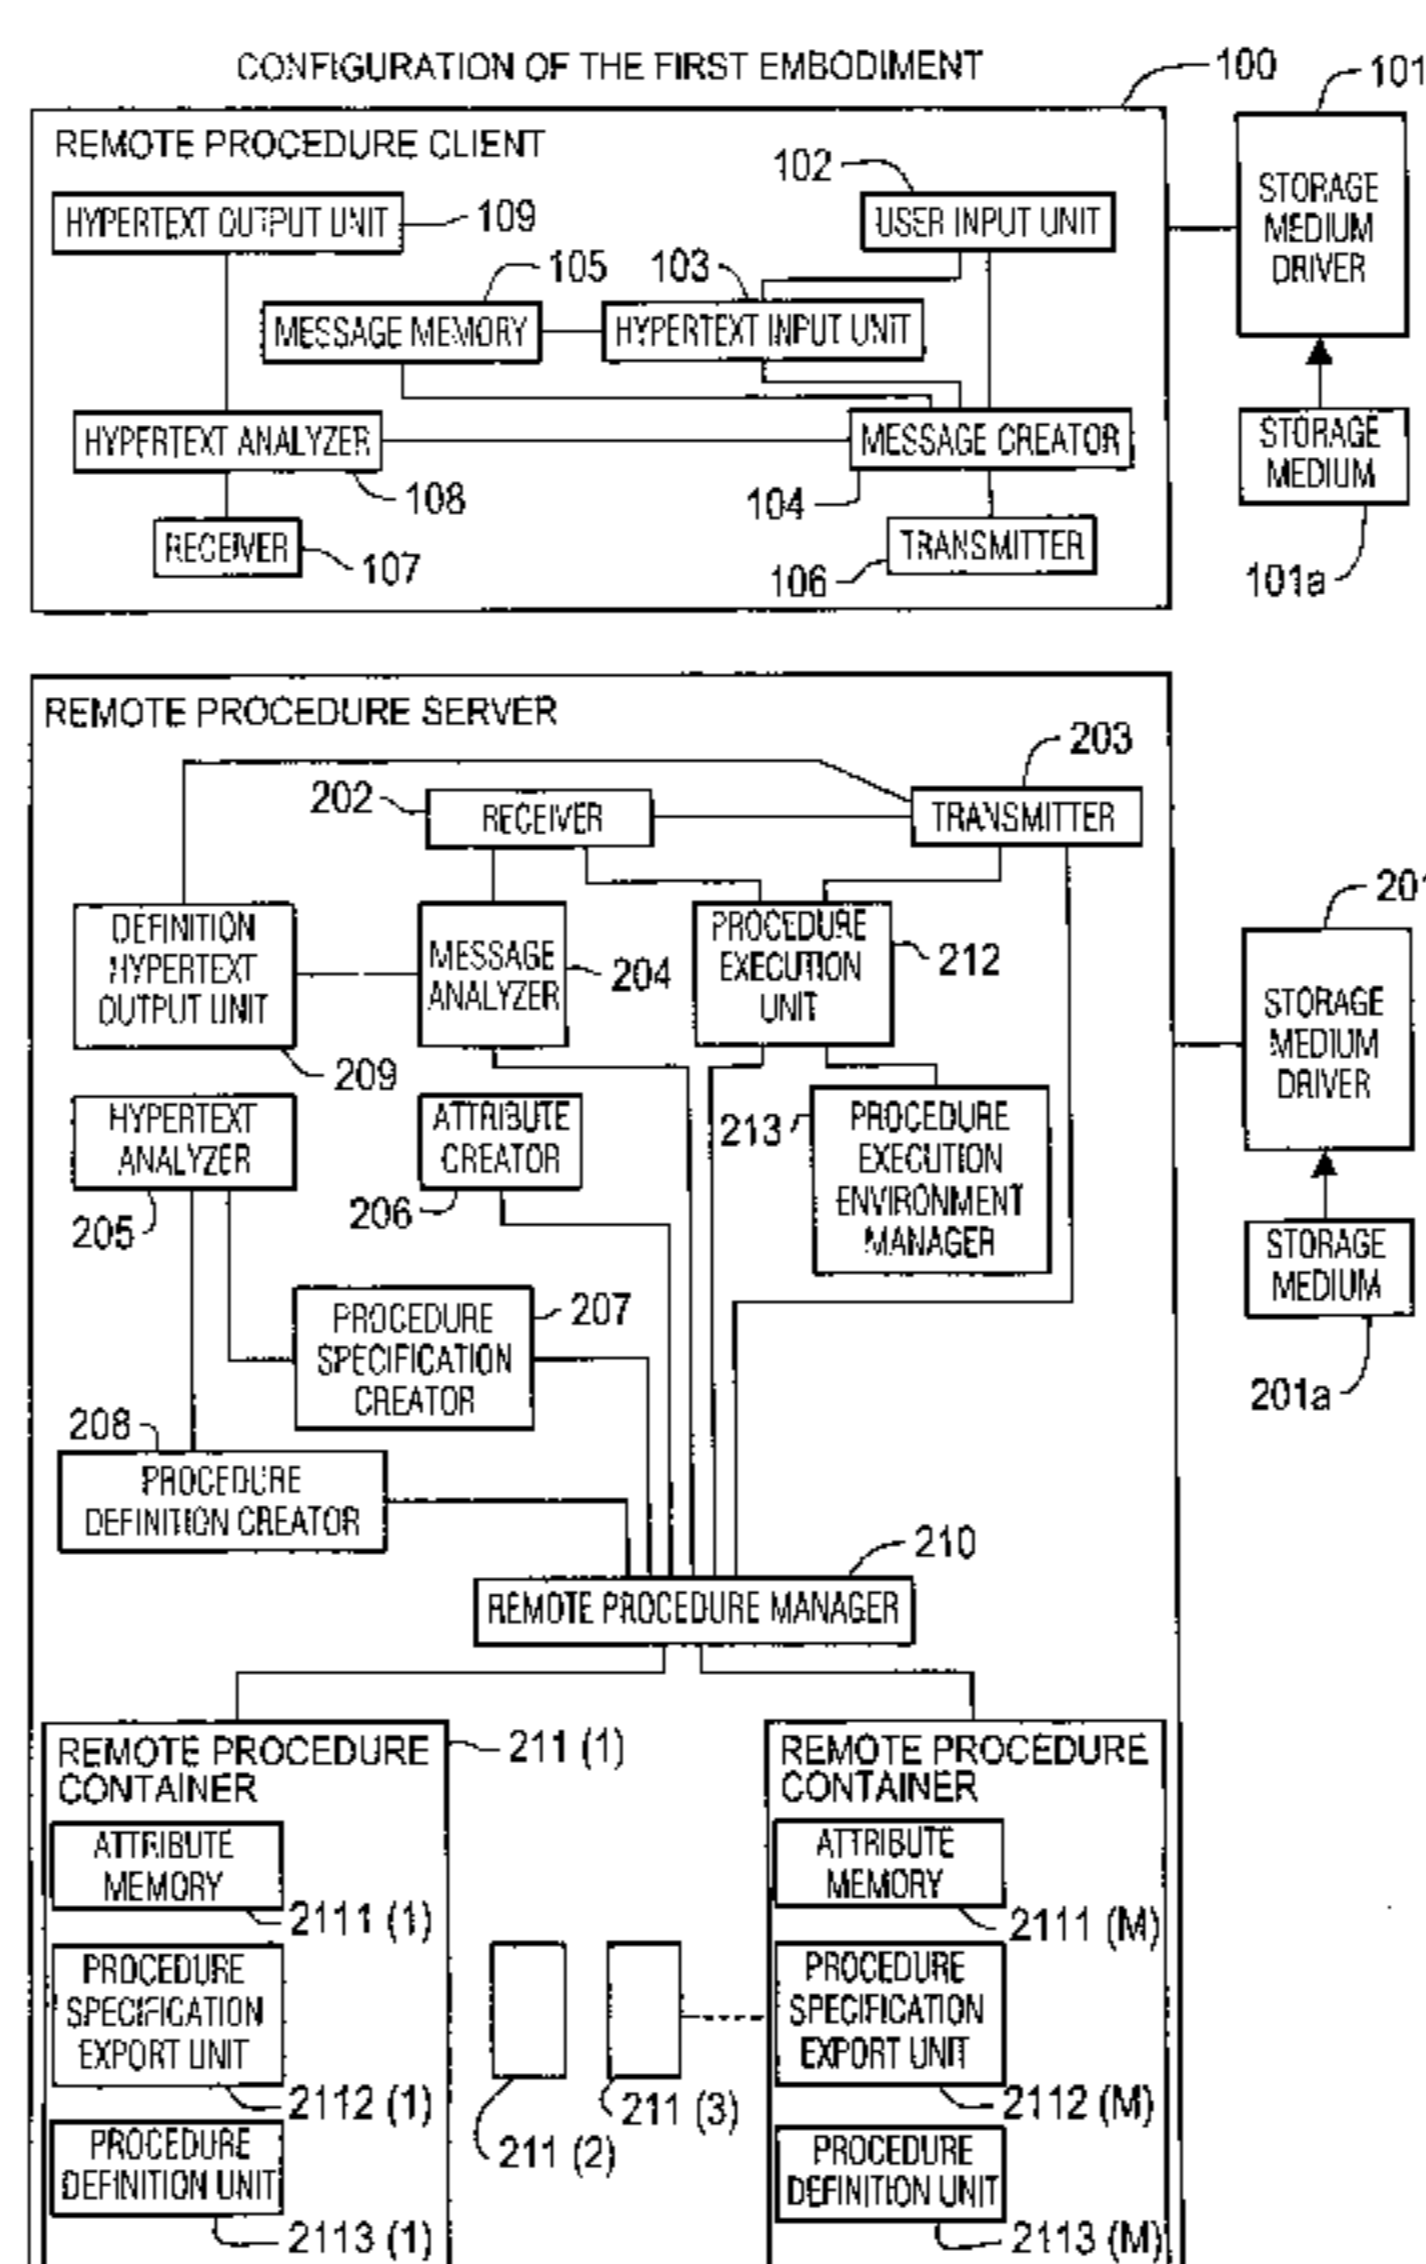 CONFIGURATION OF THE FIRST EMBODIMENT
100
101
REMOTE PROCEDURE CLIENT
102
STORAGE
MEDIUM
DRIVER
HYPERTEXT OUTPUT UNIT
109
USER INPUT UNIT
105
103
MESSAGE MEMORY
HYPERTEXT INPUT UNIT
HYPERTEXT ANALYZER
MESSAGE CREATOR
STORAGE
MEDIUM
108
104
RECEIVER
107
TRANSMITTER
106
101a
REMOTE PROCEDURE SERVER
203
202
RECEIVER
TRANSMITTER
201
DEFINITION
HYPERTEXT
OUTPUT UNIT
MESSAGE
ANALYZER
204
PROCEDURE
EXECUTION
UNIT
212
STORAGE
MEDIUM
DRIVER
209
HYPERTEXT
ANALYZER
ATTRIBUTE
CREATOR
213
PROCEDURE
EXECUTION
ENVIRONMENT
MANAGER
205
206
STORAGE
MEDIUM
PROCEDURE
SPECIFICATION
CREATOR
207
201a
208
PROCEDURE
DEFINITION CREATOR
210
REMOTE PROCEDURE MANAGER
REMOTE PROCEDURE
CONTAINER
211 (1)
REMOTE PROCEDURE
CONTAINER
ATTRIBUTE
MEMORY
2111 (1)
ATTRIBUTE
MEMORY
2111 (M)
PROCEDURE
SPECIFICATION
EXPORT UNIT
2112 (1)
211 (2)
211 (3)
PROCEDURE
SPECIFICATION
EXPORT UNIT
2112 (M)
PROCEDURE
DEFINITION UNIT
2113 (1)
PROCEDURE
DEFINITION UNIT
2113 (M)